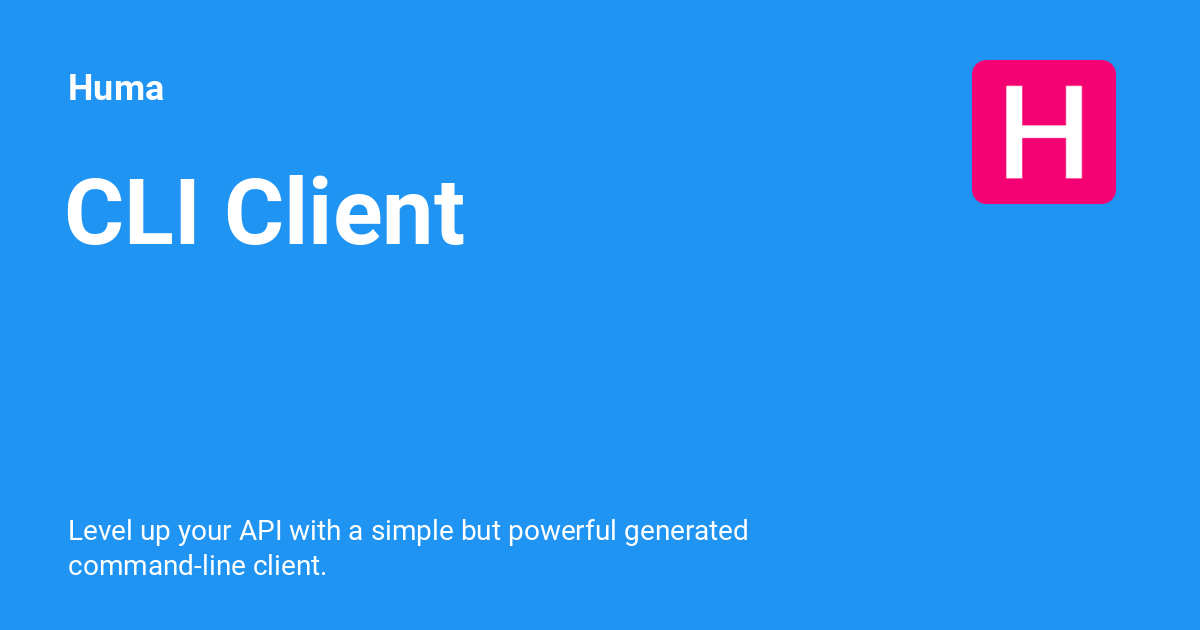 Huma
H
CLI Client
Level up your API with a simple but powerful generated
command-line client.